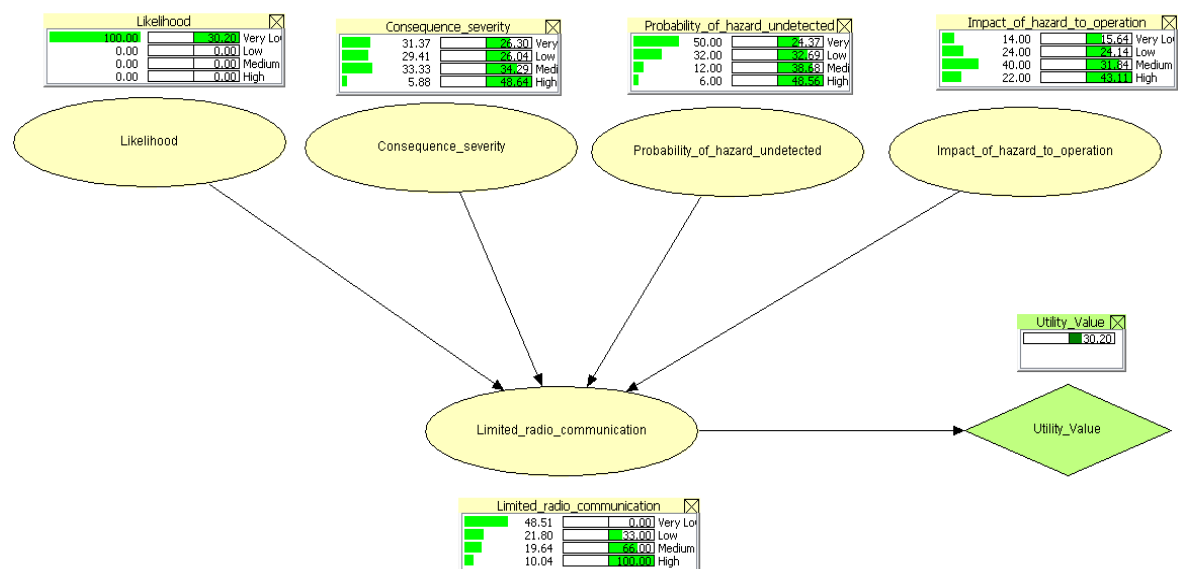 Likelihood
100.00 30.20 Very Lo
0.00 0.00 Low
0.00 0.00 Medium
0.00 0.00 High
Consequence_severity
31.37 26.30 Very
29.41 26.04 Low
33.33 34.29 Medi
5.88 48.64 High
Probability_of_hazard_undetected
50.00 24.37 Very
32.00 32.69 Low
12.00 38.68 Medi
6.00 48.56 High
Impact_of_hazard_to_operation
14.00 15.64 Very Lo
24.00 24.14 Low
40.00 31.84 Medium
22.00 43.11 High
Likelihood
Consequence_severity
Probability_of_hazard_undetected
Impact_of_hazard_to_operation
Utility_Value
30.20
Limited_radio_communication
Utility_Value
Limited_radio_communication
48.51 0.00 Very Lo
21.80 33.00 Low
19.64 66.00 Medium
10.04 100.00 High